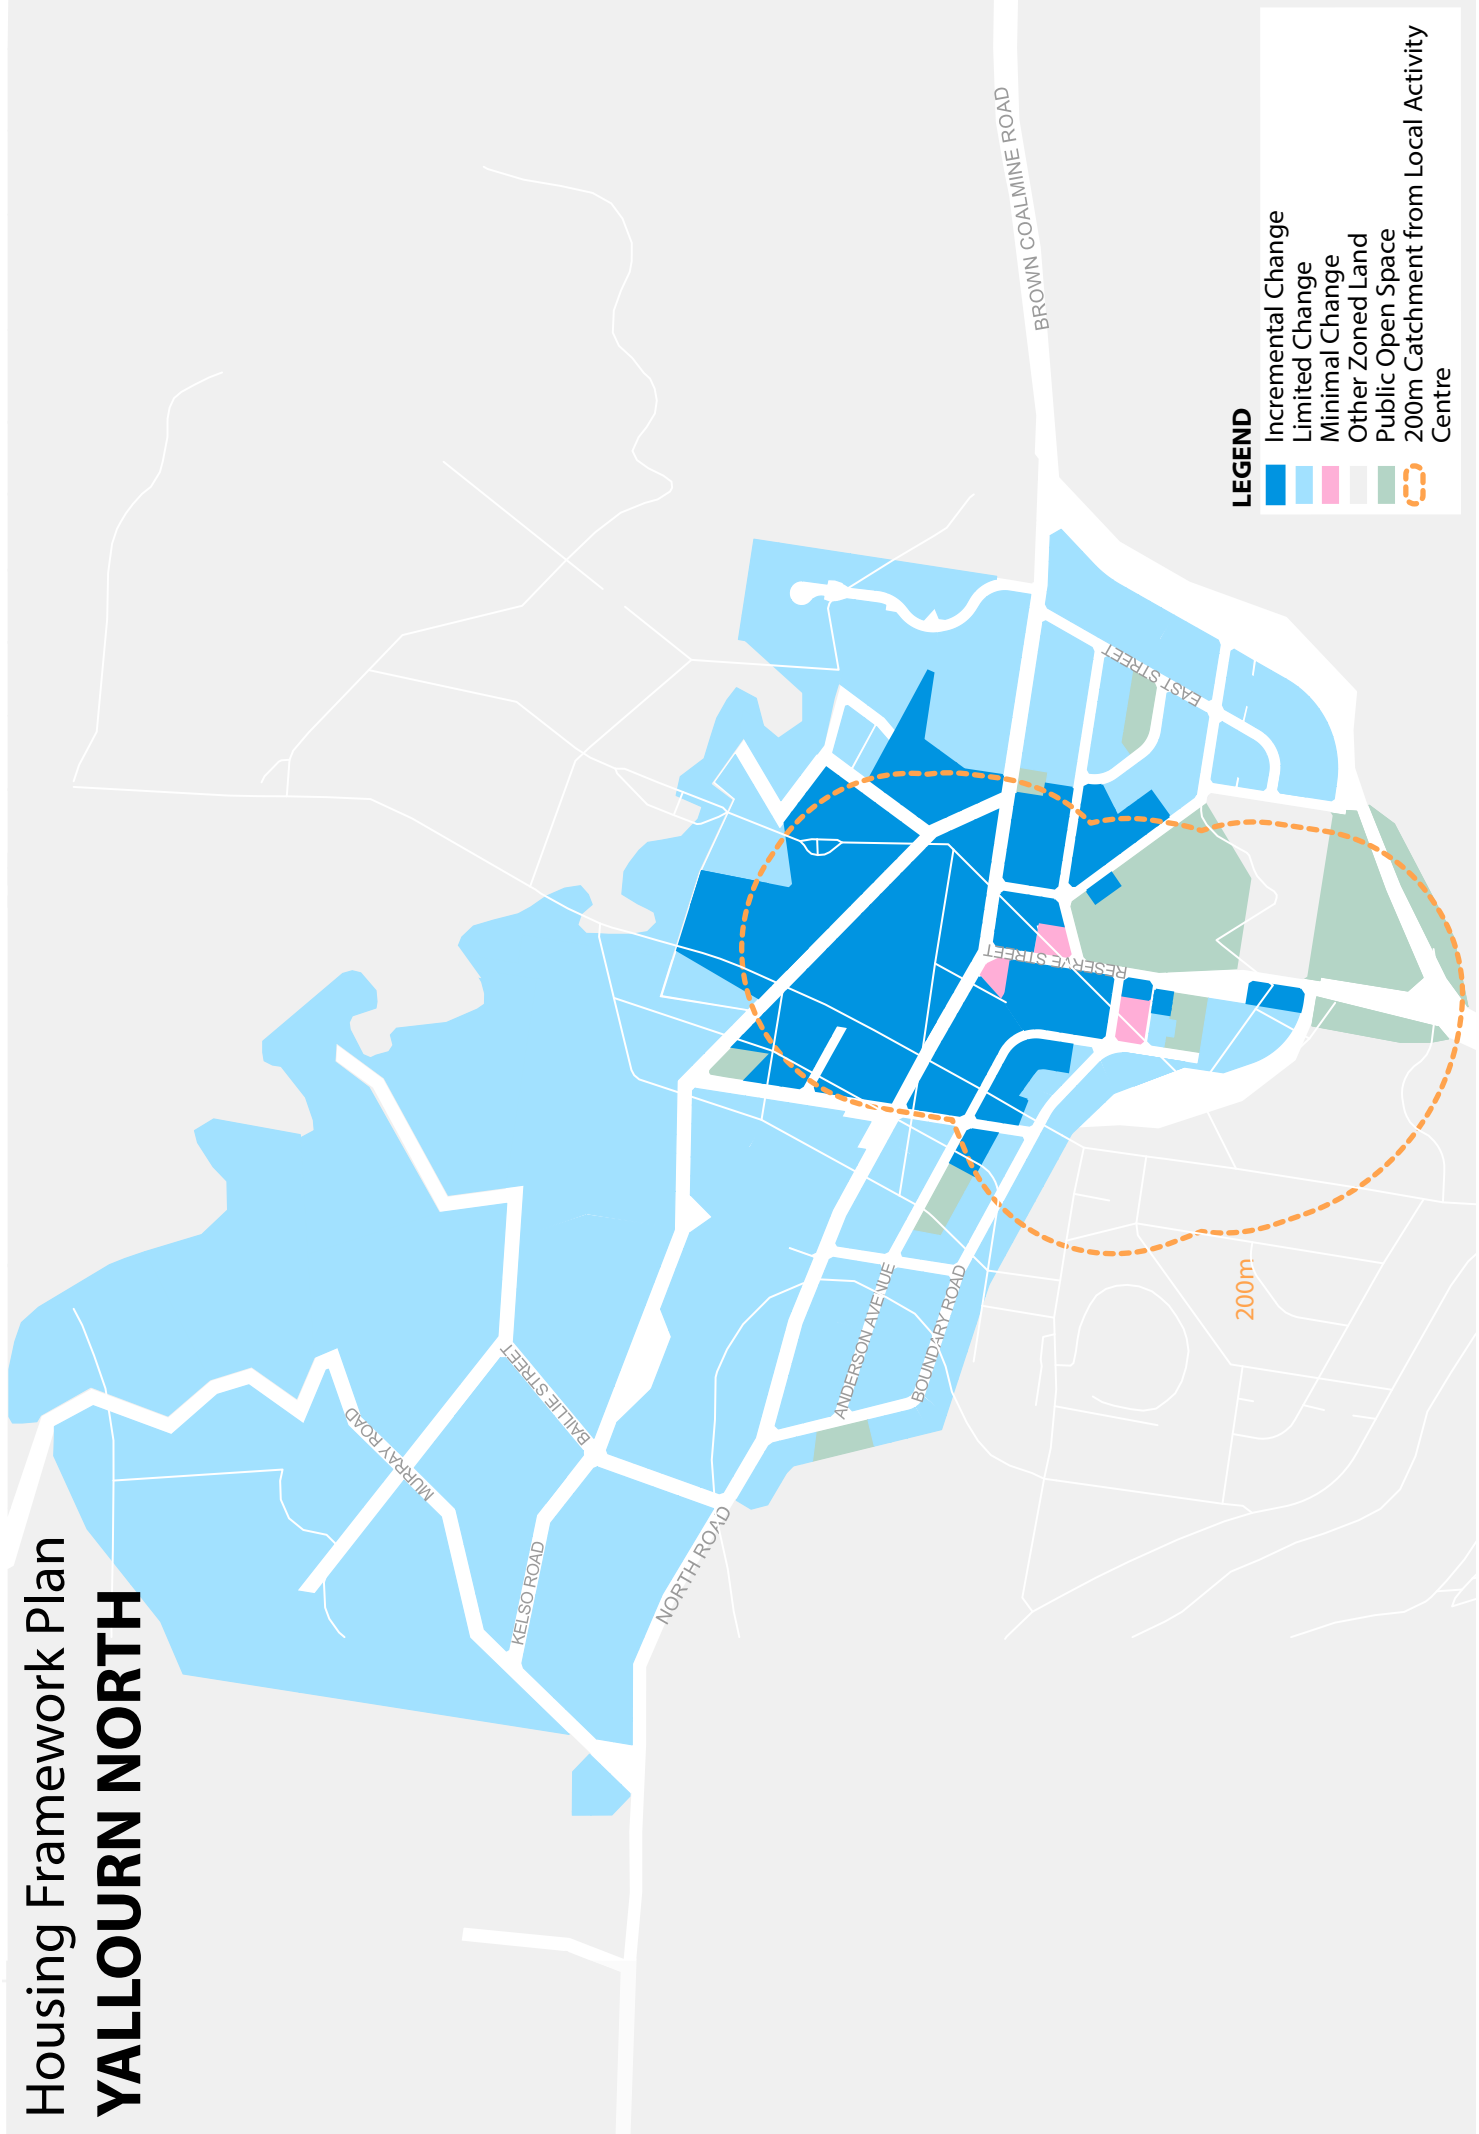 Housing Framework Plan
YALLOURN NORTH
MURRAY ROAD
BAILLIE STREET
KELSO ROAD
NORTH ROAD
ANDERSON AVENUE
BOUNDARY ROAD
RESERVE STREET
EAST STREET
BROWN COALMINE ROAD
200m
LEGEND
Incremental Change
Limited Change
Minimal Change
Other Zoned Land
Public Open Space
200m Catchment from Local Activity
Centre